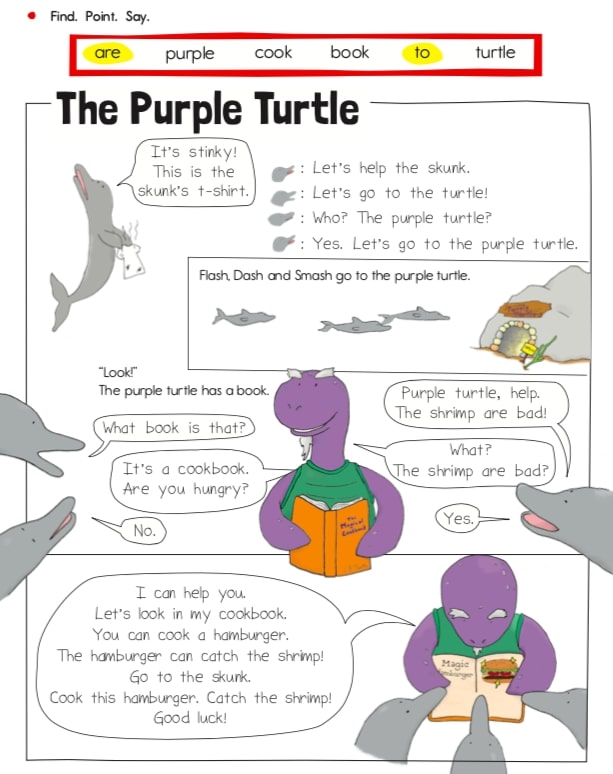 Find. Point. Say.
are purple cook book to turtle
The Purple Turtle
It's stinky!
This is the
skunk's t-shirt.
: Let's help the skunk.
: Let's go to the turtle!
: Who? The purple turtle?
: Yes. Let's go to the purple turtle.
Flash, Dash and Smash go to the purple turtle.
"Look!"
The purple turtle has a book.
What book is that?
It's a cookbook.
Are you hungry?
No.
Purple turtle, help.
The shrimp are bad!
What?
The shrimp are bad?
Yes.
The
Magical
Cookbook
I can help you.
Let's look in my cookbook.
You can cook a hamburger.
The hamburger can catch the shrimp!
Go to the skunk.
Cook this hamburger. Catch the shrimp!
Good luck!
Magic